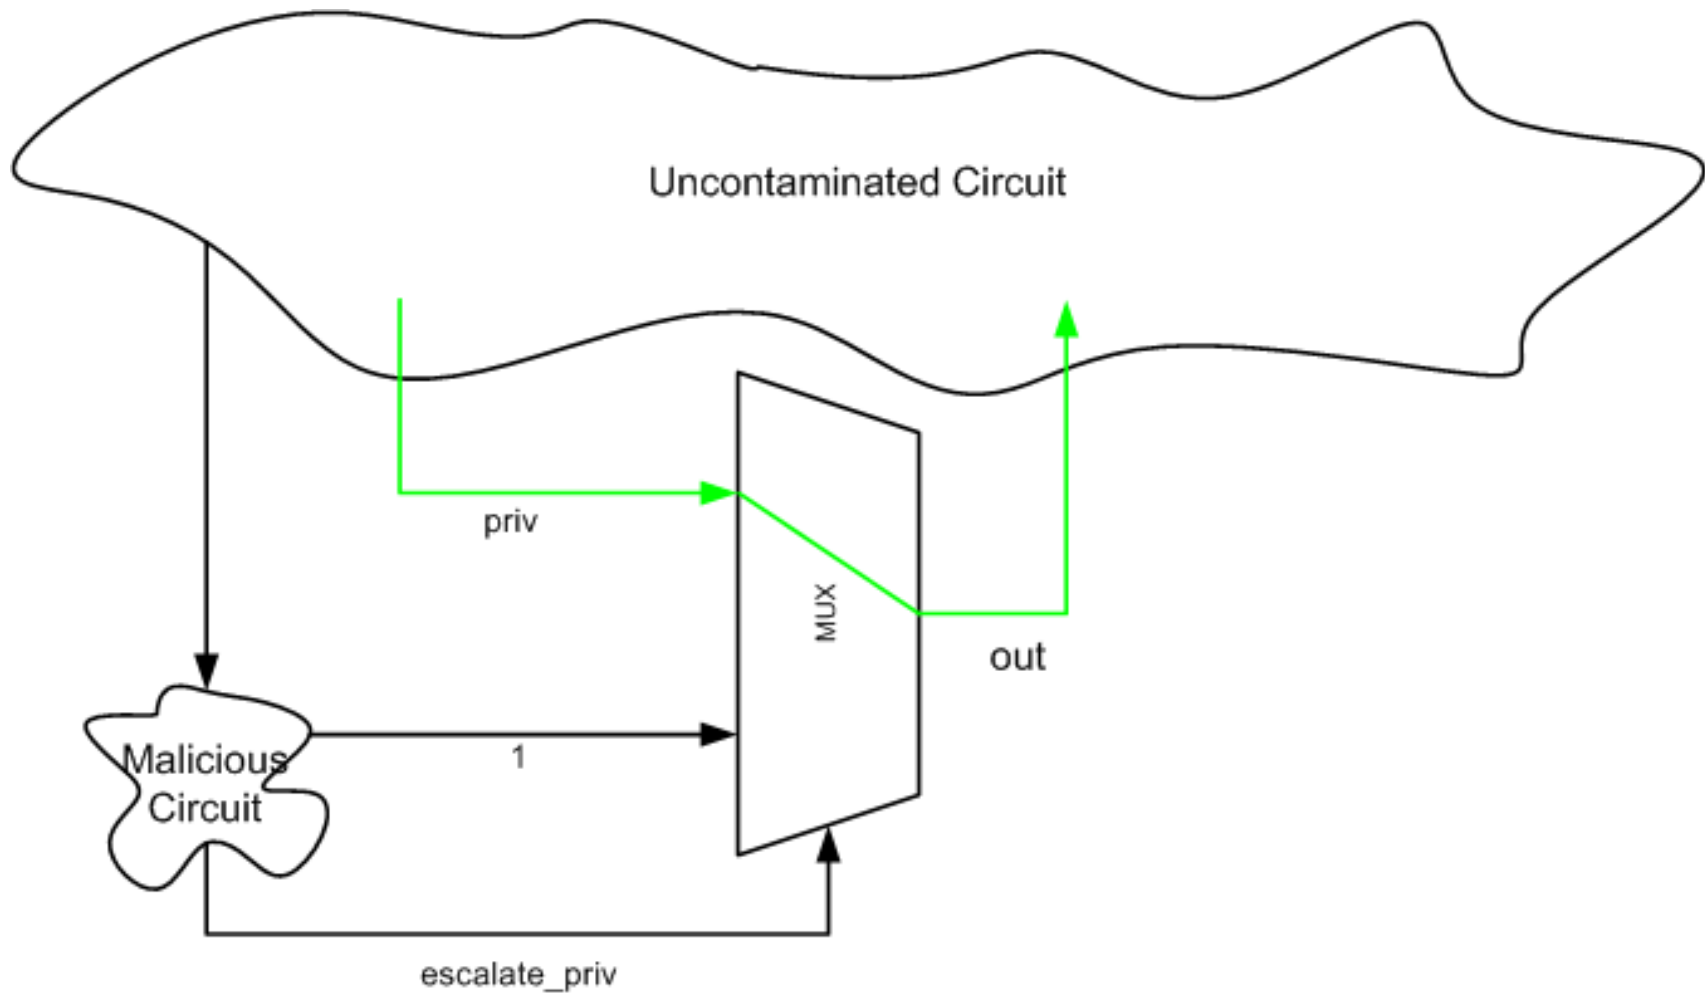 Uncontaminated Circuit
priv
MUX
out
Malicious
Circuit
1
escalate_priv